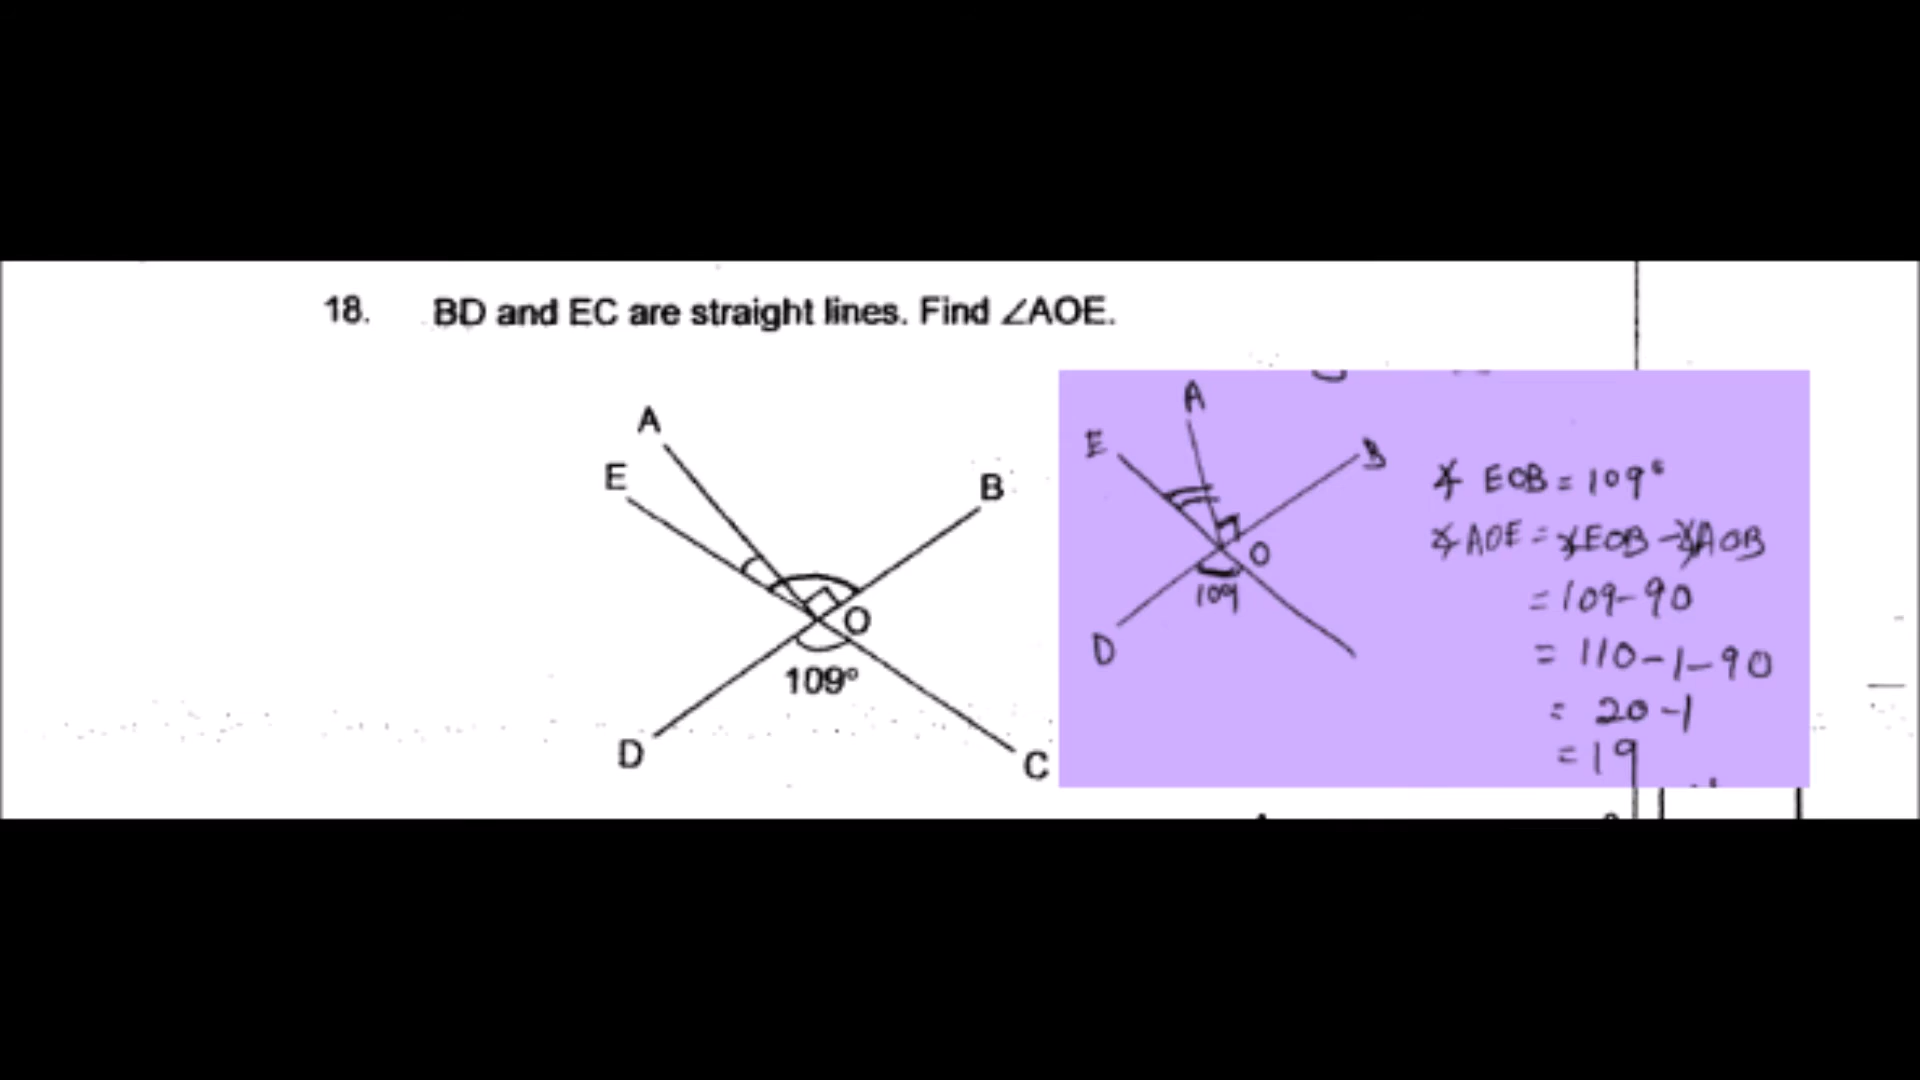 18. BD and EC are straight lines. Find ∠AOE.
A
E
B
O
109°
D
C
A
E
B
O
109
D
∡ EOB = 109°
∡ AOE = ∡EOB - ∡AOB
= 109 - 90
= 110 - 1 - 90
= 20 - 1
= 19